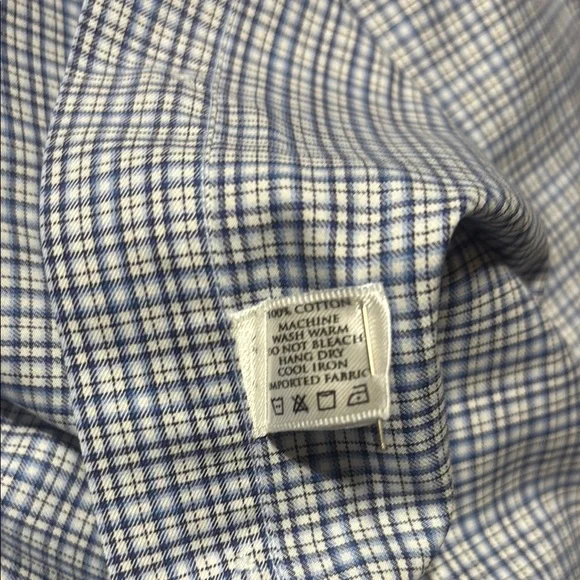 100% COTTON
MACHINE
WASH WARM
DO NOT BLEACH
HANG DRY
COOL IRON
IMPORTED FABRIC